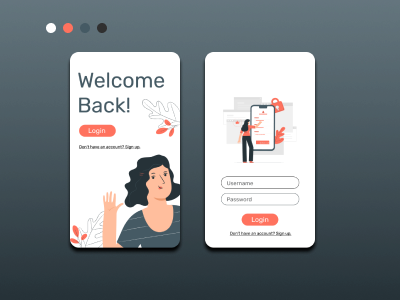 Welcome
Back!
Login
Don't have an account? Sign up.
Username
Password
Login
Don't have an account? Sign up.